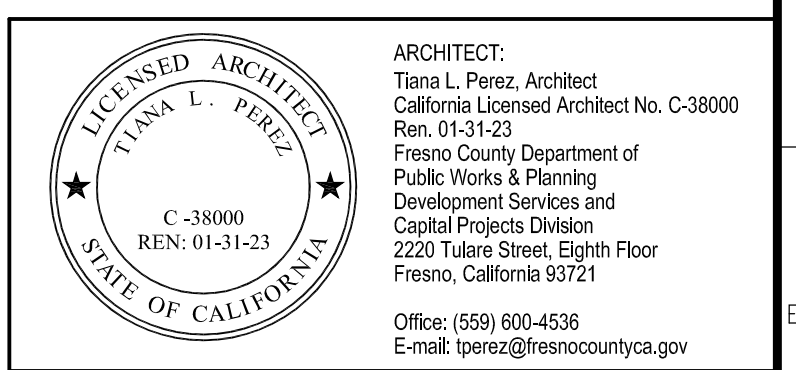 LICENSED ARCHITECT
TIANA L. PEREZ
C-38000
REN: 01-31-23
STATE OF CALIFORNIA
ARCHITECT:
Tiana L. Perez, Architect
California Licensed Architect No. C-38000
Ren. 01-31-23
Fresno County Department of
Public Works & Planning
Development Services and
Capital Projects Division
2220 Tulare Street, Eighth Floor
Fresno, California 93721
Office: (559) 600-4536
E-mail: tperez@fresnocountyca.gov